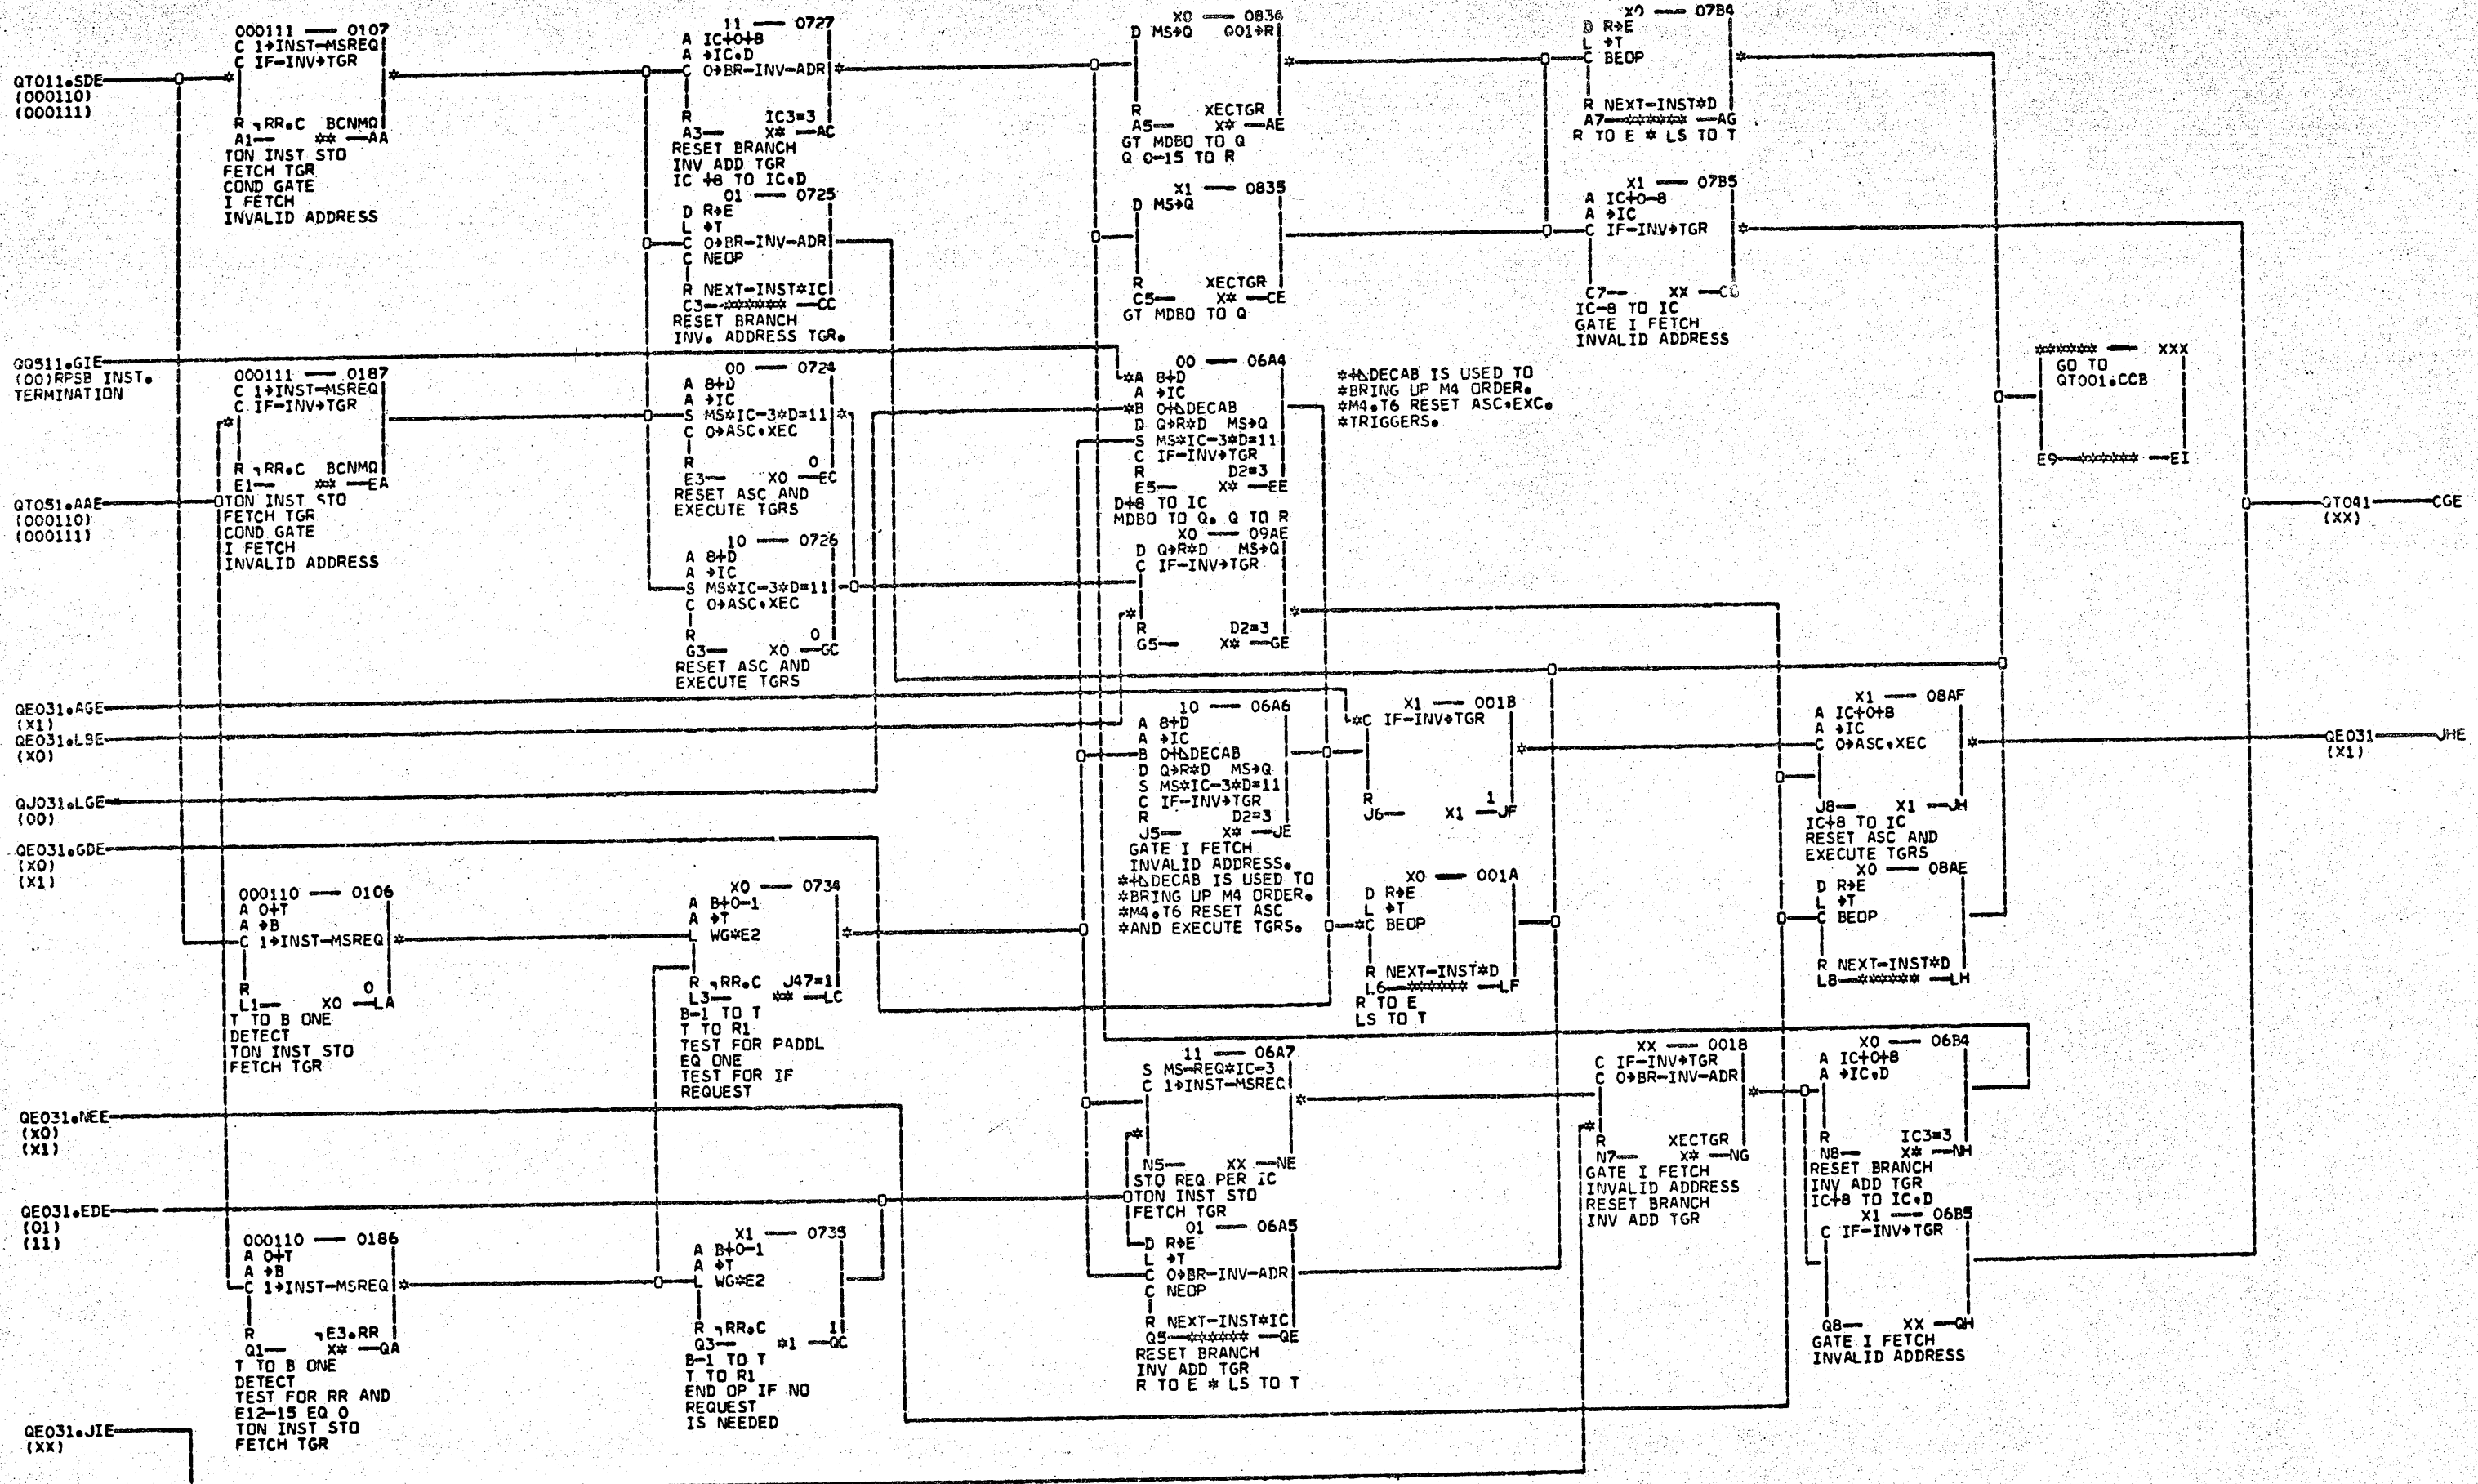 QT011.SDE
(000110)
(000111)
000111 — 0107
C 1→INST-MSREQ
C IF-INV→TGR
R ¬RR.C BCNMQ
A1— ** —AA
TON INST STO
FETCH TGR
COND GATE
I FETCH
INVALID ADDRESS
11 — 0727
A IC+0+8
A →IC.D
C 0→BR-INV-ADR
R IC3=3
A3— X* —AC
RESET BRANCH
INV ADD TGR
IC +8 TO IC.D
01 — 0725
D R→E
L →T
C 0→BR-INV-ADR
C NEOP
R NEXT-INST*IC
C3—******—CC
RESET BRANCH
INV. ADDRESS TGR.
X0 — 0836
D MS→Q Q01→R
R XECTGR
A5— X* —AE
GT MDBO TO Q
Q 0-15 TO R
X1 — 0835
D MS→Q
R XECTGR
C5— X* —CE
GT MDBO TO Q
X0 — 07B4
D R→E
L →T
C BEOP
R NEXT-INST*D
A7—******—AG
R TO E * LS TO T
X1 — 07B5
A IC+0-8
A →IC
C IF-INV→TGR
C7— XX —CG
IC-8 TO IC
GATE I FETCH
INVALID ADDRESS
QQ511.GIE
(00)RPSB INST.
TERMINATION
000111 — 0187
C 1→INST-MSREQ
C IF-INV→TGR
R ¬RR.C BCNMQ
E1— ** —EA
TON INST STO
FETCH TGR
COND GATE
I FETCH
INVALID ADDRESS
QT051.AAE
(000110)
(000111)
00 — 0724
A 8+D
A →IC
S MS*IC-3*D=11
C 0→ASC.XEC
R 0
E3— X0 —EC
RESET ASC AND
EXECUTE TGRS
10 — 0726
A 8+D
A →IC
S MS*IC-3*D=11
C 0→ASC.XEC
R 0
G3— X0 —GC
RESET ASC AND
EXECUTE TGRS
00 — 06A4
*A 8+D
A →IC
*B 0+∆DECAB
D Q→R*D MS→Q
S MS*IC-3*D=11
C IF-INV→TGR
R D2=3
E5— X* —EE
D+8 TO IC
MDBO TO Q. Q TO R
*+∆DECAB IS USED TO
*BRING UP M4 ORDER.
*M4.T6 RESET ASC.EXC.
*TRIGGERS.
X0 — 09AE
D Q→R*D MS→Q
C IF-INV→TGR
R D2=3
G5— X* —GE
****** — XXX
GO TO
QT001.CCB
E9—******—EI
QT041 —CGE
(XX)
QE031.AGE
(X1)
QE031.LBE
(X0)
QJ031.LGE
(00)
QE031.GDE
(X0)
(X1)
10 — 06A6
A 8+D
A →IC
B 0+∆DECAB
D Q→R*D MS→Q
S MS*IC-3*D=11
C IF-INV→TGR
R D2=3
J5— X* —JE
GATE I FETCH
INVALID ADDRESS.
*+∆DECAB IS USED TO
*BRING UP M4 ORDER.
*M4.T6 RESET ASC
*AND EXECUTE TGRS.
X1 — 001B
*C IF-INV→TGR
R 1
J6— X1 —JF
X0 — 001A
D R→E
L →T
*C BEOP
R NEXT-INST*D
L6—******—LF
R TO E
LS TO T
X1 — 08AF
A IC+0+8
A →IC
C 0→ASC.XEC
J8— X1 —JH
IC+8 TO IC
RESET ASC AND
EXECUTE TGRS
X0 — 08AE
D R→E
L →T
C BEOP
R NEXT-INST*D
L8—******—LH
QE031 —JHE
(X1)
000110 — 0106
A 0+T
A →B
C 1→INST-MSREQ
R 0
L1— X0 —LA
T TO B ONE
DETECT
TON INST STO
FETCH TGR
X0 — 0734
A B+0-1
A →T
L WG*E2
R ¬RR.C J47=1
L3— ** —LC
B-1 TO T
T TO R1
TEST FOR PADDL
EQ ONE
TEST FOR IF
REQUEST
QE031.NEE
(X0)
(X1)
QE031.EDE
(01)
(11)
11 — 06A7
S MS-REQ*IC-3
C 1→INST-MSREC
N5— XX —NE
STO REQ PER IC
TON INST STO
FETCH TGR
01 — 06A5
D R→E
L →T
C 0→BR-INV-ADR
C NEOP
R NEXT-INST*IC
Q5—******—QE
RESET BRANCH
INV ADD TGR
R TO E * LS TO T
XX — 0018
C IF-INV→TGR
C 0→BR-INV-ADR
R XECTGR
N7— X* —NG
GATE I FETCH
INVALID ADDRESS
RESET BRANCH
INV ADD TGR
X0 — 06B4
A IC+0+8
A →IC.D
R IC3=3
N8— X* —NH
RESET BRANCH
INV ADD TGR
IC+8 TO IC.D
X1 — 06B5
C IF-INV→TGR
Q8— XX —QH
GATE I FETCH
INVALID ADDRESS
000110 — 0186
A 0+T
A →B
C 1→INST-MSREQ
R ¬E3.RR
Q1— X* —QA
T TO B ONE
DETECT
TEST FOR RR AND
E12-15 EQ 0
TON INST STO
FETCH TGR
X1 — 0735
A B+0-1
A →T
L WG*E2
R ¬RR.C 1
Q3— *1 —QC
B-1 TO T
T TO R1
END OP IF NO
REQUEST
IS NEEDED
QE031.JIE
(XX)